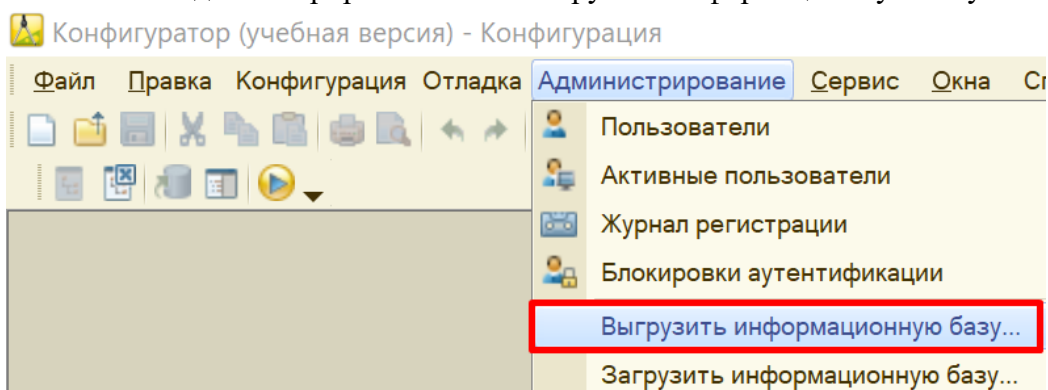 Конфигуратор (учебная версия) - Конфигурация
Файл Правка Конфигурация Отладка Администрирование Сервис Окна
Пользователи
Активные пользователи
Журнал регистрации
Блокировки аутентификации
Выгрузить информационную базу...
Загрузить информационную базу...